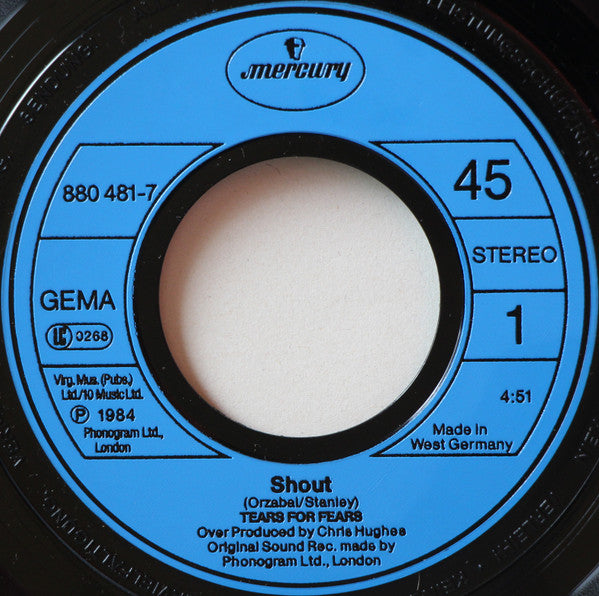 mercury
880 481-7
GEMA
LC 0268
Virg. Mus. (Pubs.)
Ltd./10 Music Ltd.
Ⓟ 1984
Phonogram Ltd.,
London
45
STEREO
1
4:51
Made In
West Germany
Shout
(Orzabal/Stanley)
TEARS FOR FEARS
Over Produced by Chris Hughes
Original Sound Rec. made by
Phonogram Ltd., London